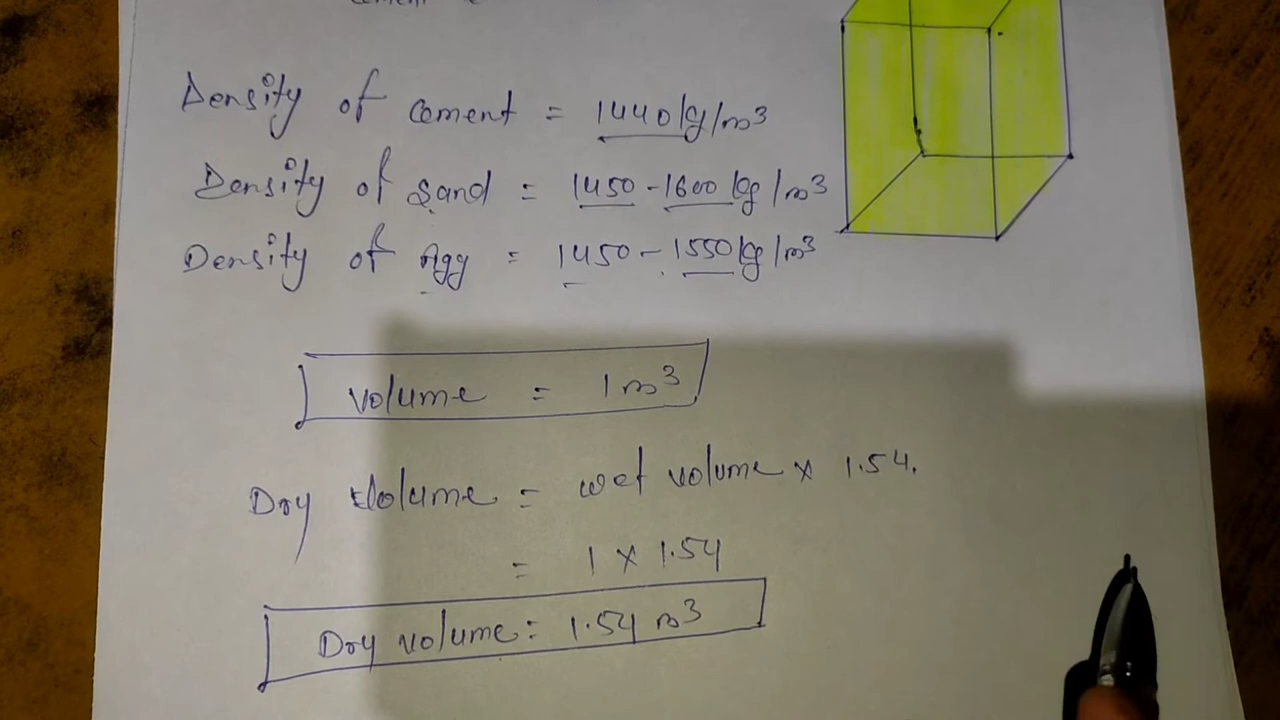 cement
Density of cement = 1440 kg/m3
Density of sand = 1450 - 1600 kg/m3
Density of Agg = 1450 - 1550 kg/m3
volume = 1 m3
Dry volume = wet volume x 1.54.
= 1 x 1.54
Dry volume = 1.54 m3